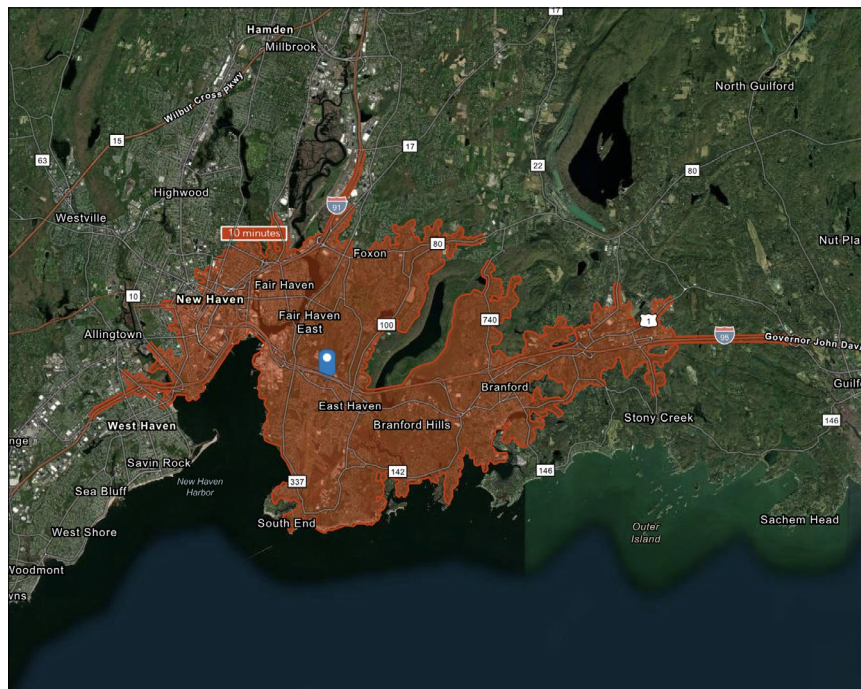 17
Hamden
Millbrook
North Guilford
Wilbur Cross Pkwy
15
17
63
22
80
Highwood
Westville
10 minutes
91
80
Foxon
Nut Pla
Fair Haven
New Haven
10
Fair Haven
East
740
1
100
Allingtown
95
Governor John Dav
Branford
Guilf
East Haven
Stony Creek
West Haven
Branford Hills
146
nge
Savin Rock
142
146
New Haven
Harbor
337
Sea Bluff
South End
Sachem Head
Outer
Island
West Shore
Woodmont
wns